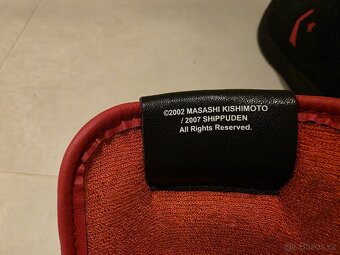 ©2002 MASASHI KISHIMOTO
/ 2007 SHIPPUDEN
All Rights Reserved.